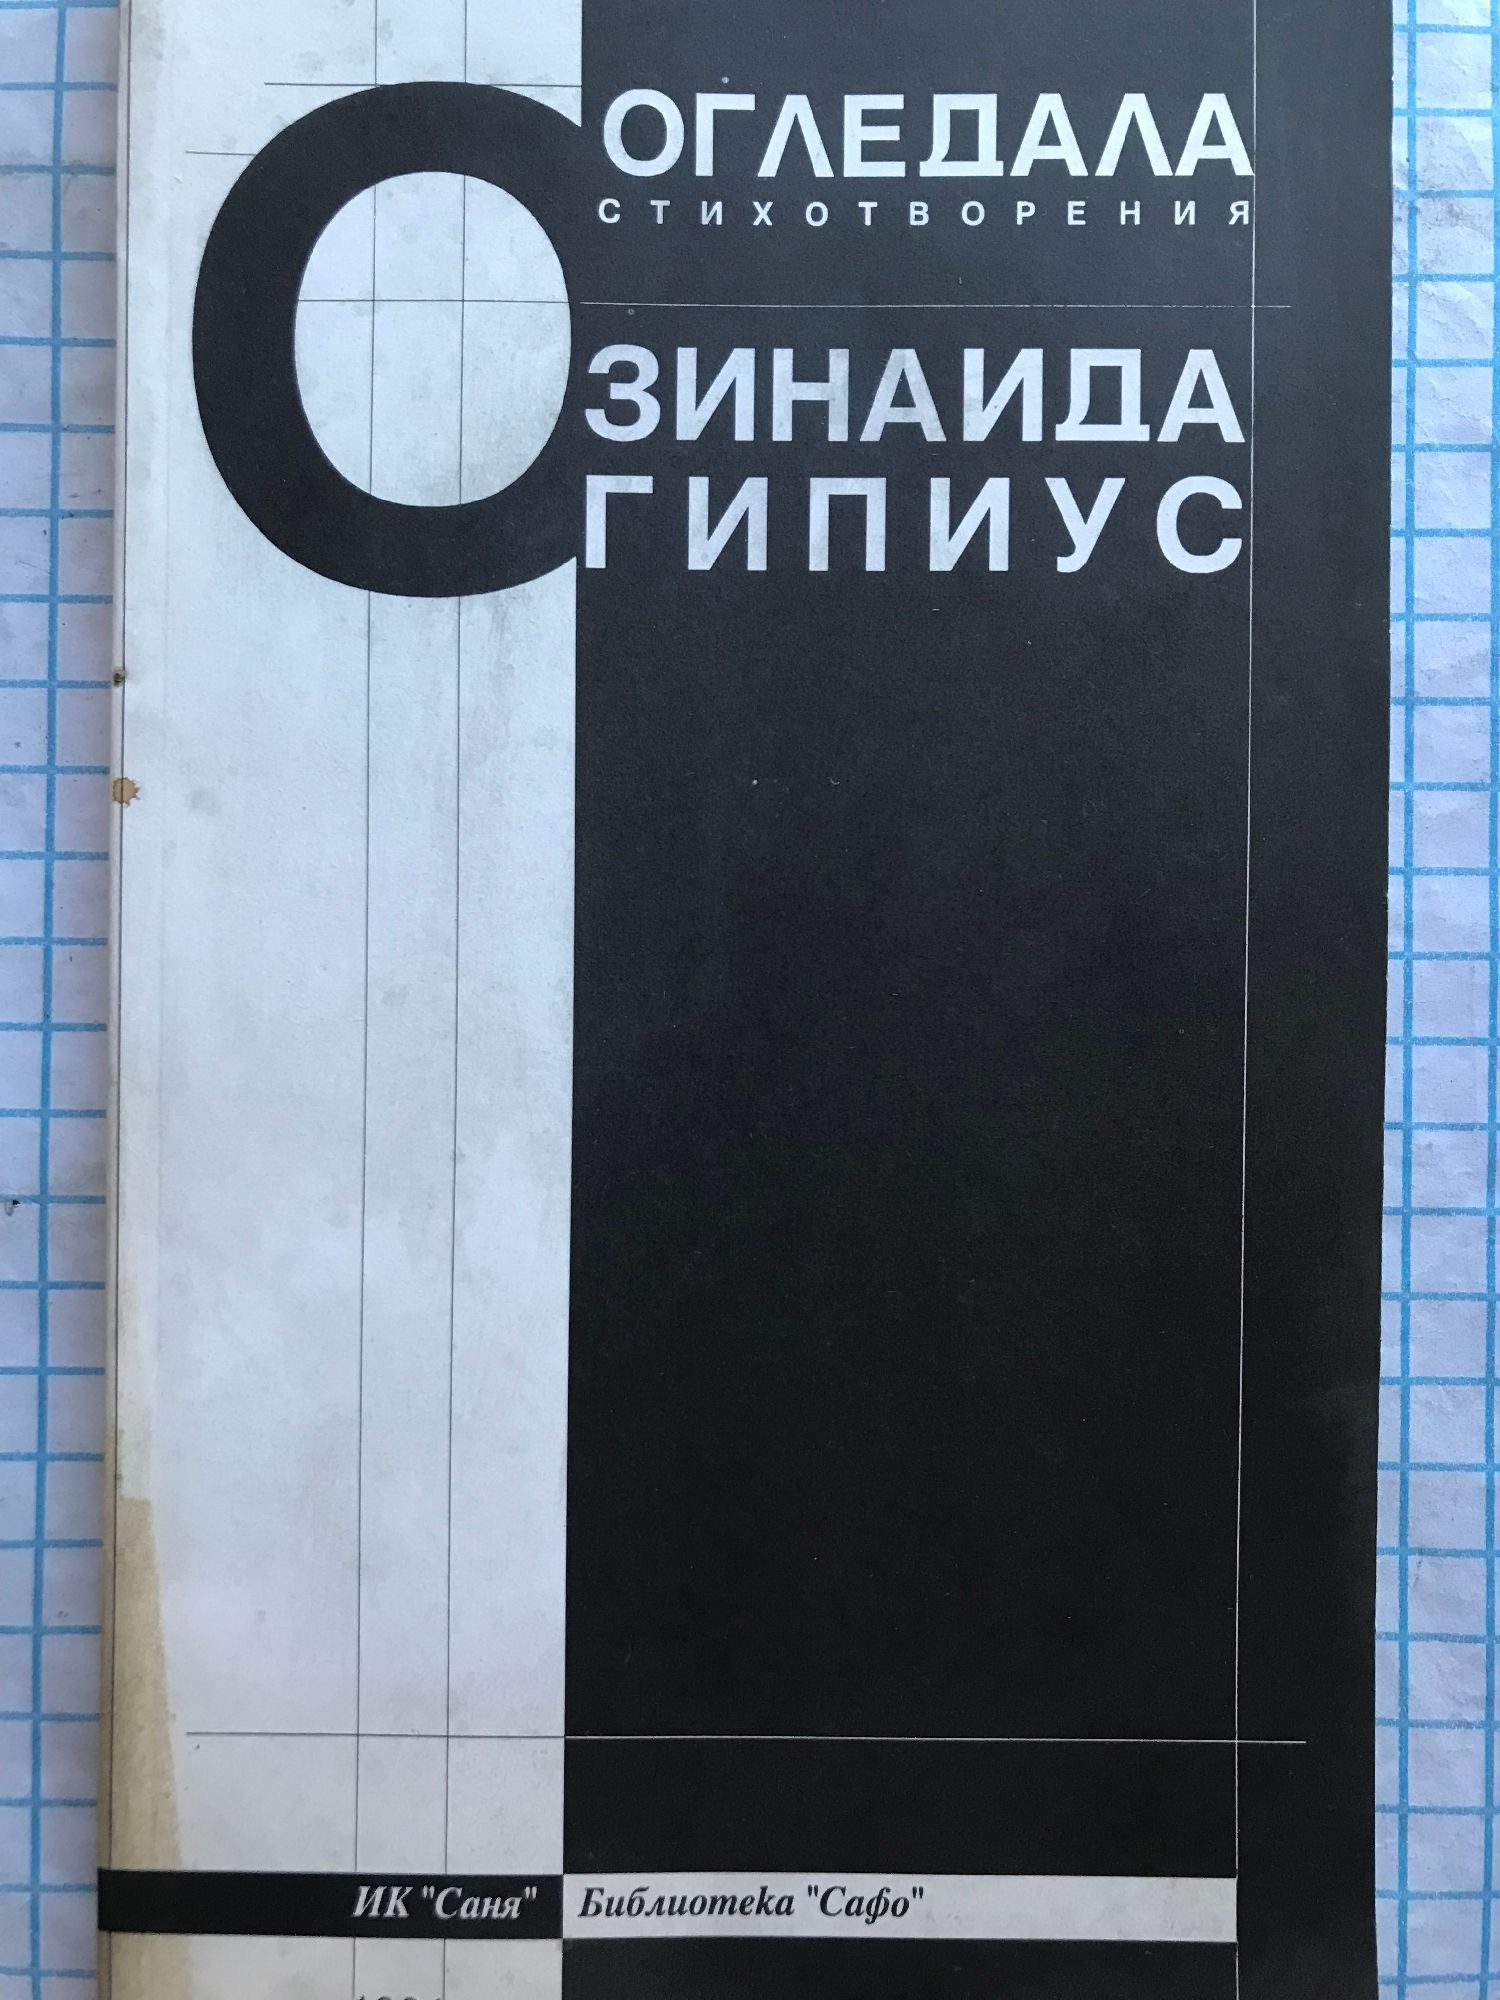 ОГЛЕДАЛА
СТИХОТВОРЕНИЯ
ЗИНАИДА
ГИПИУС
ИК "Саня" Библиотека "Сафо"